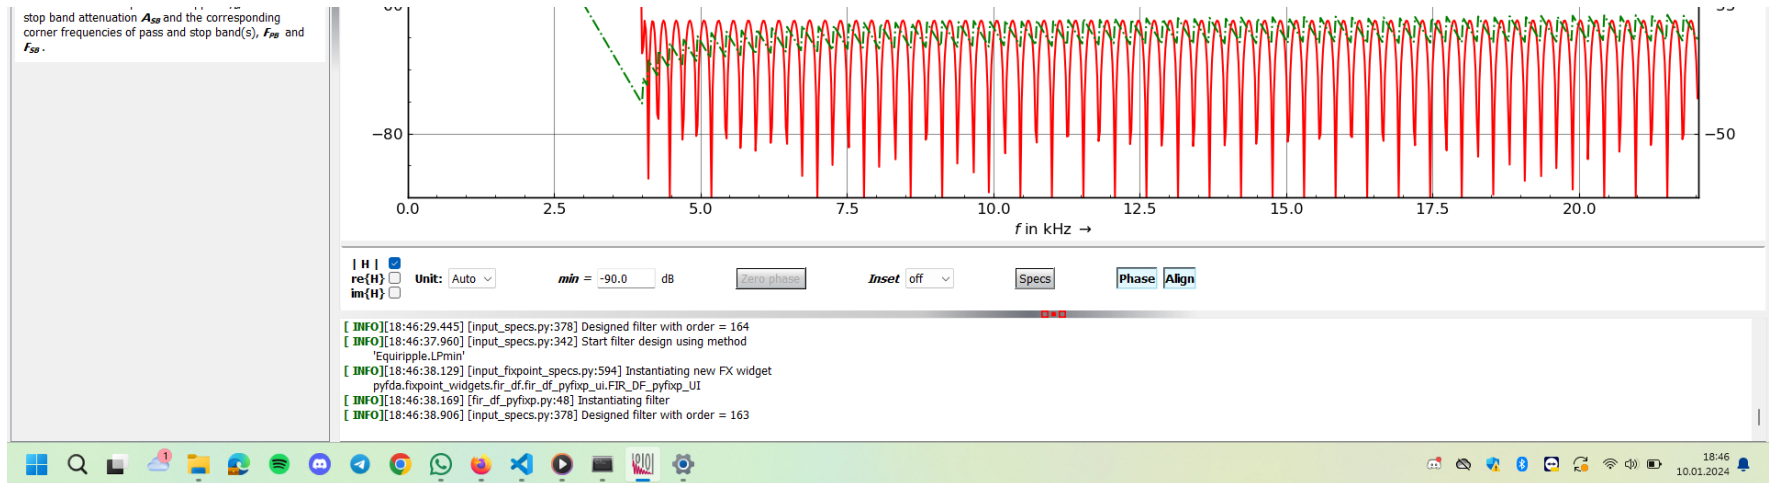 stop band attenuation A_SB and the corresponding
corner frequencies of pass and stop band(s), F_PB and
F_SB .
−80
−50
0.0 2.5 5.0 7.5 10.0 12.5 15.0 17.5 20.0
f in kHz →
| H |
re{H}
im{H}
Unit: Auto
min = -90.0 dB
Zero phase
Inset off
Specs
Phase Align
[ INFO][18:46:29.445] [input_specs.py:378] Designed filter with order = 164
[ INFO][18:46:37.960] [input_specs.py:342] Start filter design using method
'Equiripple.LPmin'
[ INFO][18:46:38.129] [input_fixpoint_specs.py:594] Instantiating new FX widget
pyfda.fixpoint_widgets.fir_df.fir_df_pyfixp_ui.FIR_DF_pyfixp_UI
[ INFO][18:46:38.169] [fir_df_pyfixp.py:48] Instantiating filter
[ INFO][18:46:38.906] [input_specs.py:378] Designed filter with order = 163
1
18:46
10.01.2024